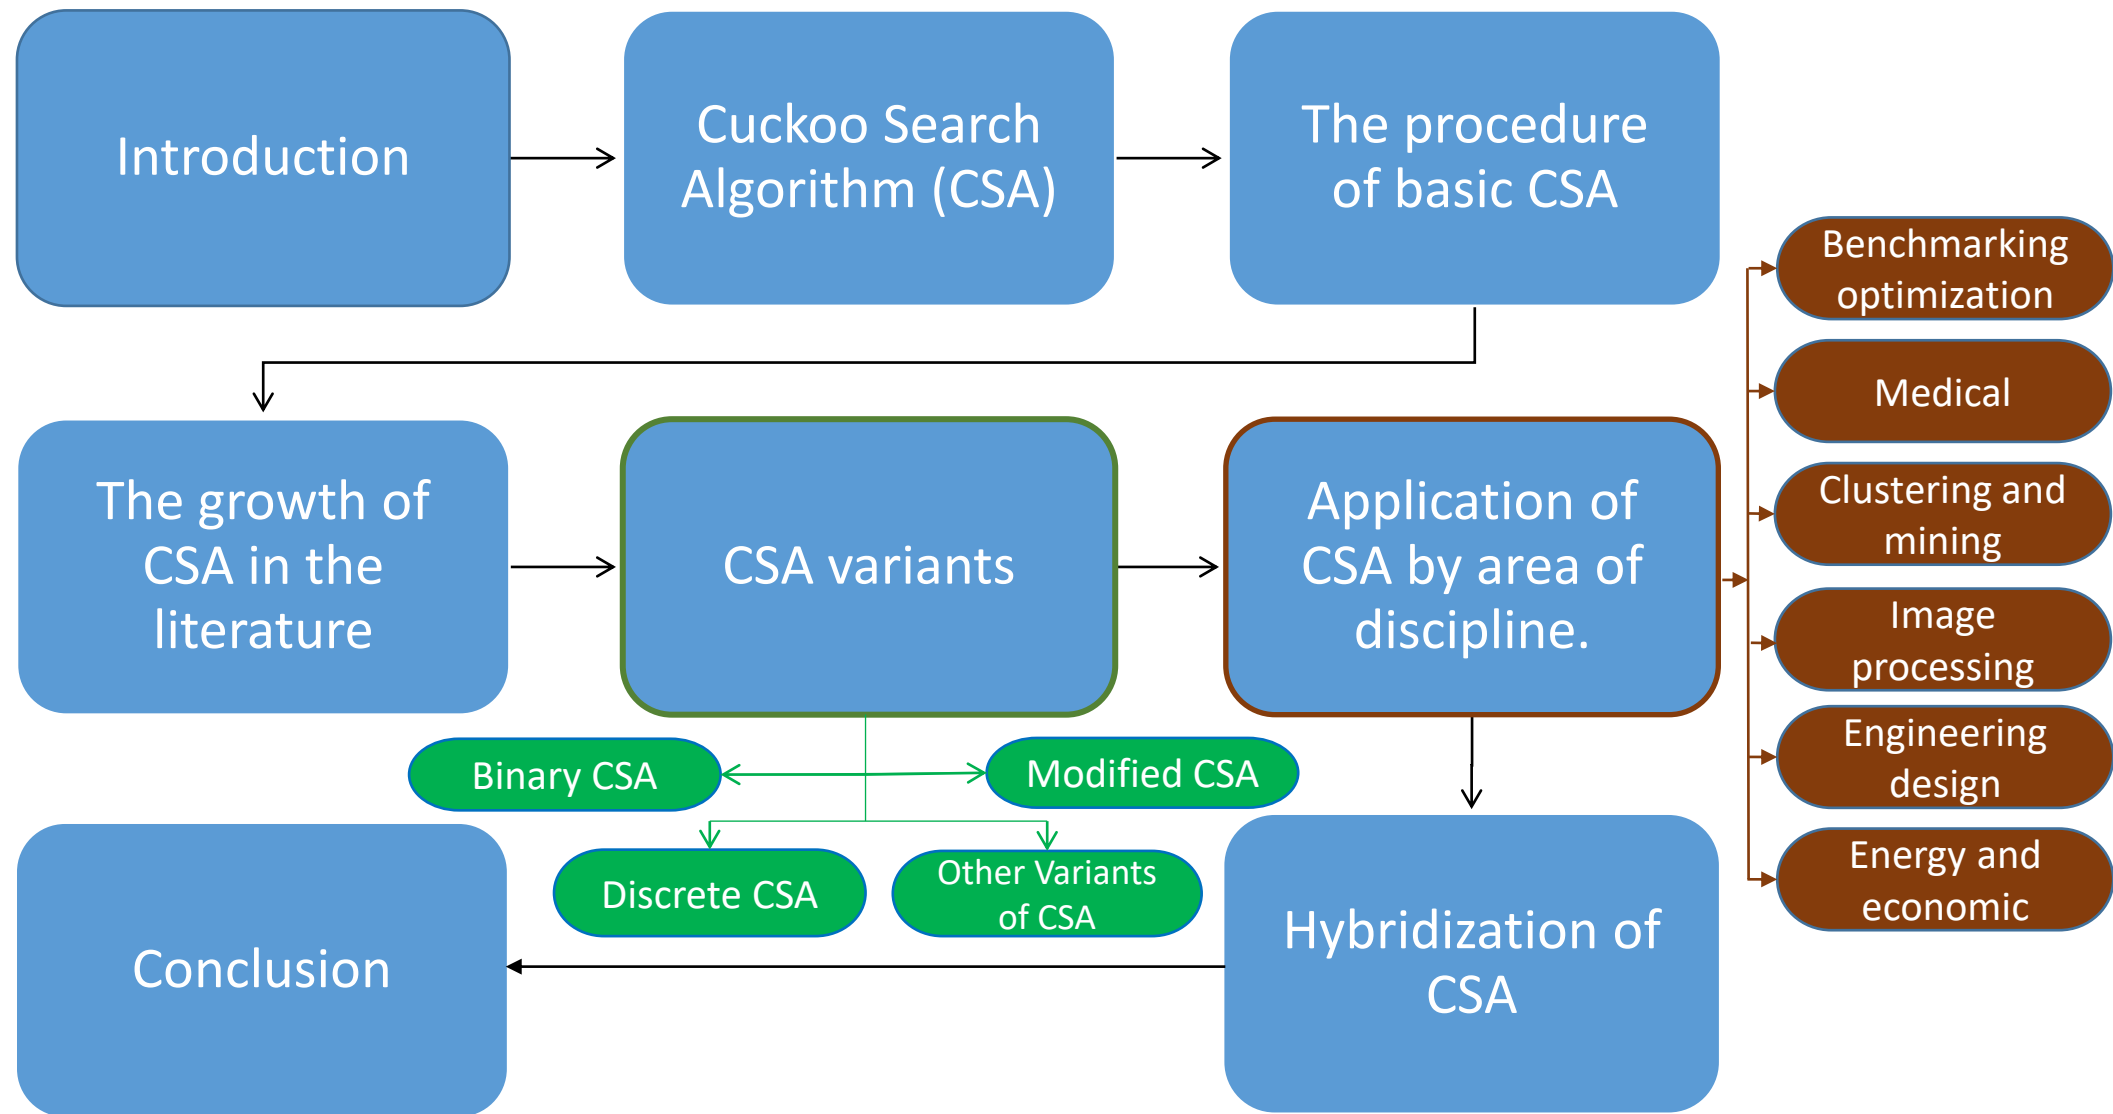 Introduction
Cuckoo Search
Algorithm (CSA)
The procedure
of basic CSA
The growth of
CSA in the
literature
CSA variants
Application of
CSA by area of
discipline.
Benchmarking
optimization
Medical
Clustering and
mining
Image
processing
Engineering
design
Energy and
economic
Binary CSA
Modified CSA
Discrete CSA
Other Variants
of CSA
Hybridization of
CSA
Conclusion